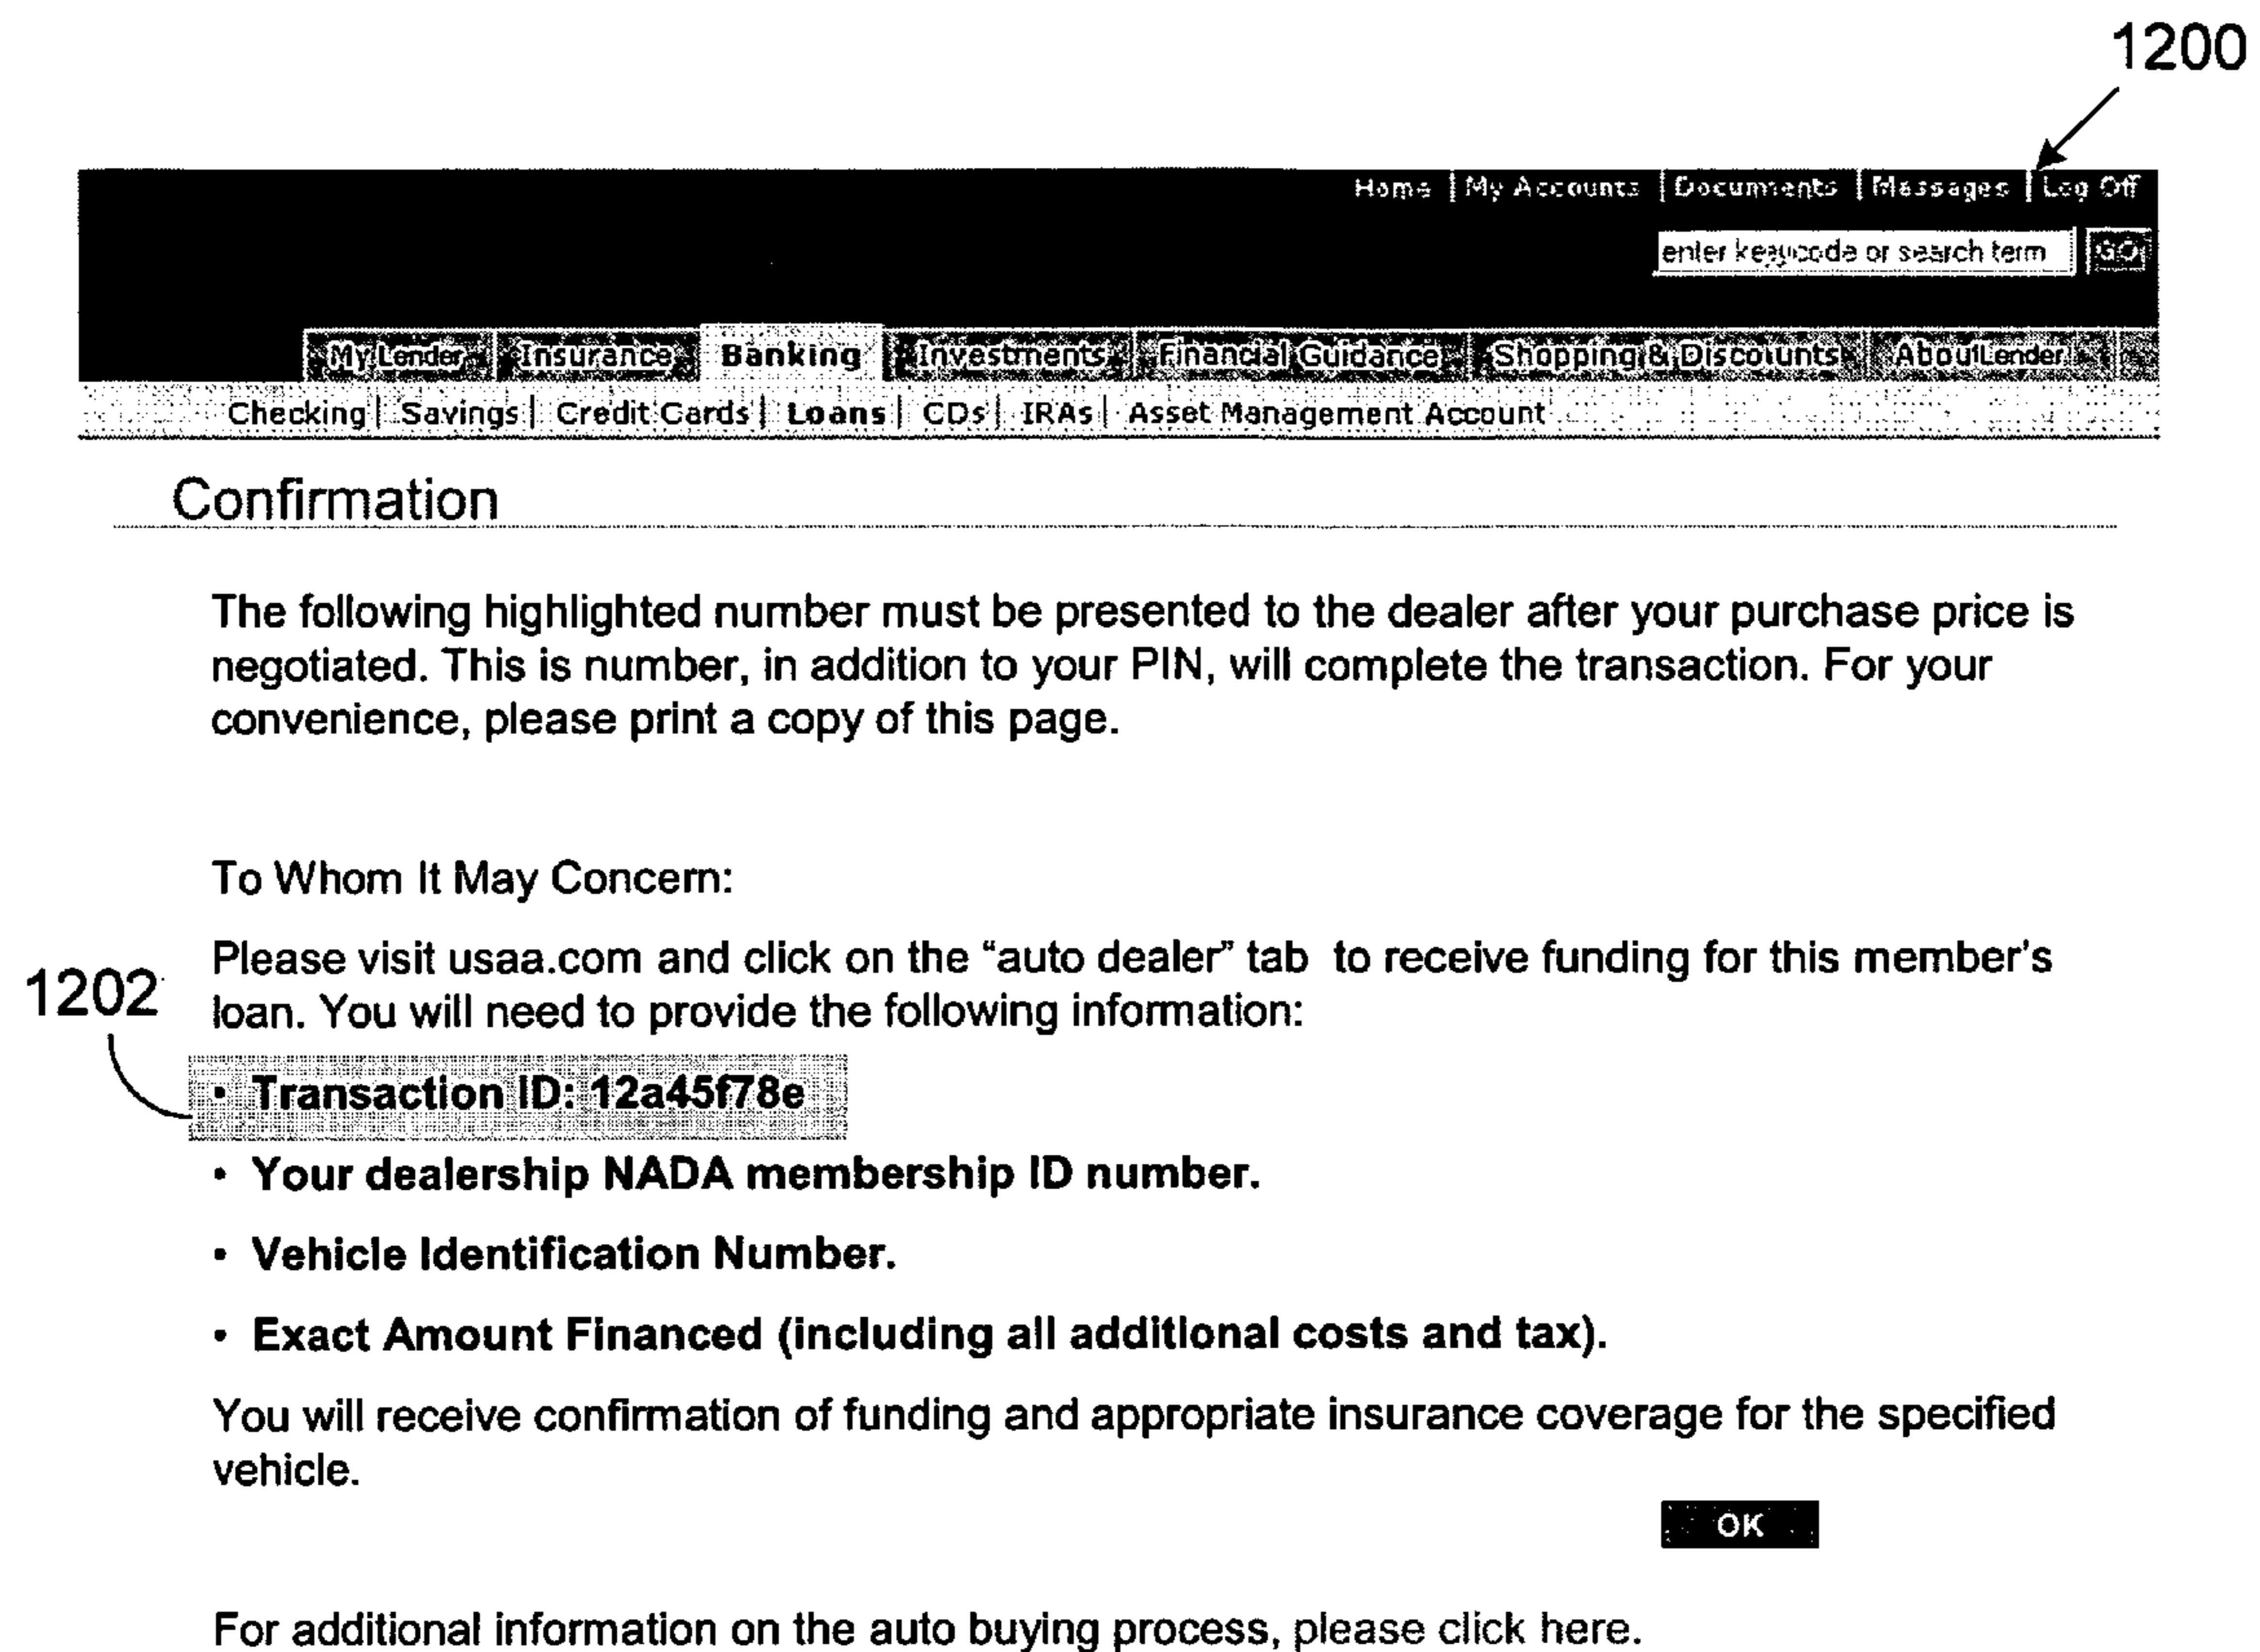 1200
Home | My Accounts | Documents | Messages | Log Off
enter keycode or search term GO
My Lender Insurance Banking Investments Financial Guidance Shopping & Discounts About Lender
Checking | Savings | Credit Cards | Loans | CDs | IRAs | Asset Management Account
Confirmation
The following highlighted number must be presented to the dealer after your purchase price is
negotiated. This is number, in addition to your PIN, will complete the transaction. For your
convenience, please print a copy of this page.
To Whom It May Concern:
Please visit usaa.com and click on the “auto dealer” tab to receive funding for this member's
1202
loan. You will need to provide the following information:
• Transaction ID: 12a45f78e
• Your dealership NADA membership ID number.
• Vehicle Identification Number.
• Exact Amount Financed (including all additional costs and tax).
You will receive confirmation of funding and appropriate insurance coverage for the specified
vehicle.
OK
For additional information on the auto buying process, please click here.